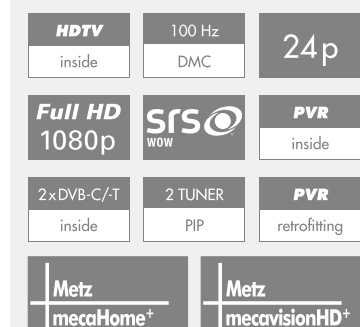 HDTV
inside
100 Hz
DMC
24p
Full HD
1080p
SRS
WOW
PVR
inside
2xDVB-C/-T
inside
2 TUNER
PIP
PVR
retrofitting
Metz
mecaHome+
Metz
mecavisionHD+